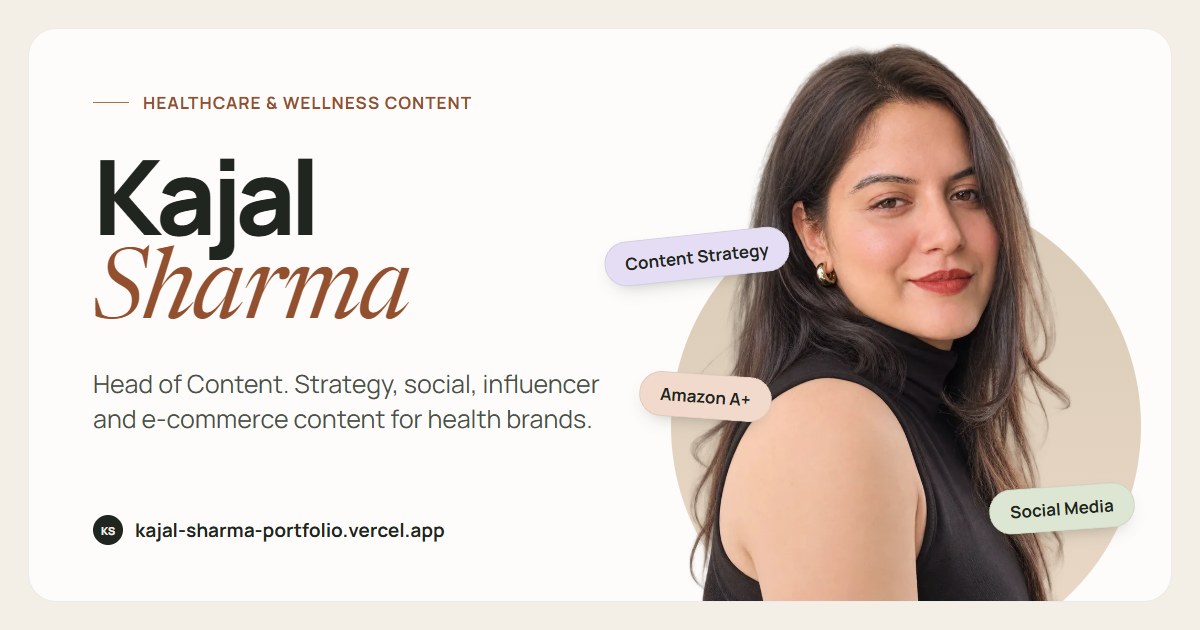 HEALTHCARE & WELLNESS CONTENT
Kajal
Sharma
Head of Content. Strategy, social, influencer
and e-commerce content for health brands.
KS kajal-sharma-portfolio.vercel.app
Content Strategy
Amazon A+
Social Media